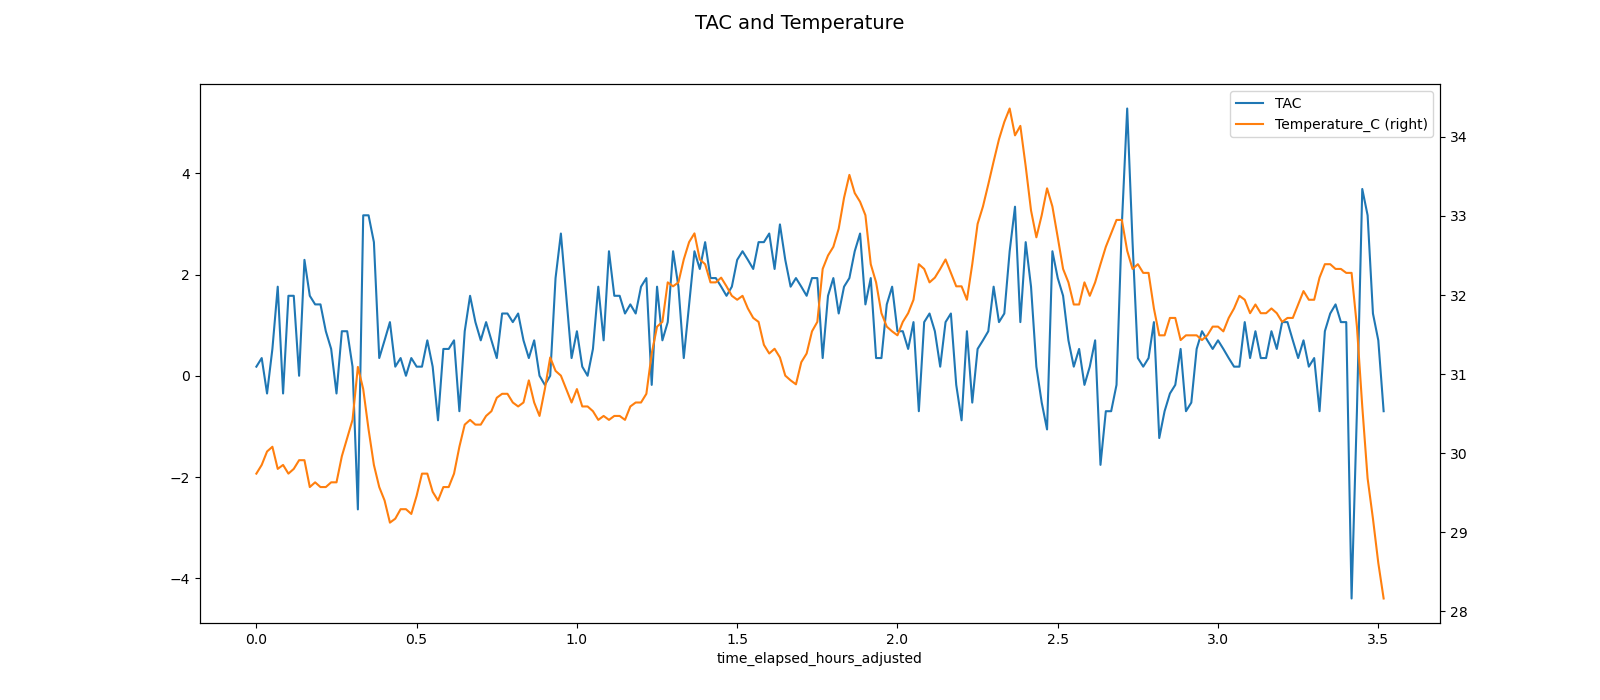 TAC and Temperature
TAC
Temperature_C (right)
4
2
0
−2
−4
34
33
32
31
30
29
28
0.0 0.5 1.0 1.5 2.0 2.5 3.0 3.5
time_elapsed_hours_adjusted